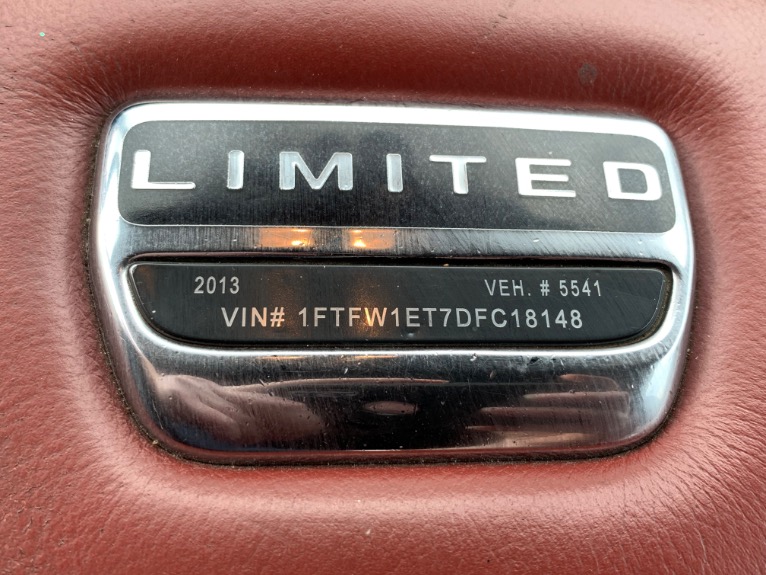 LIMITED
2013 VEH. # 5541
VIN# 1FTFW1ET7DFC18148